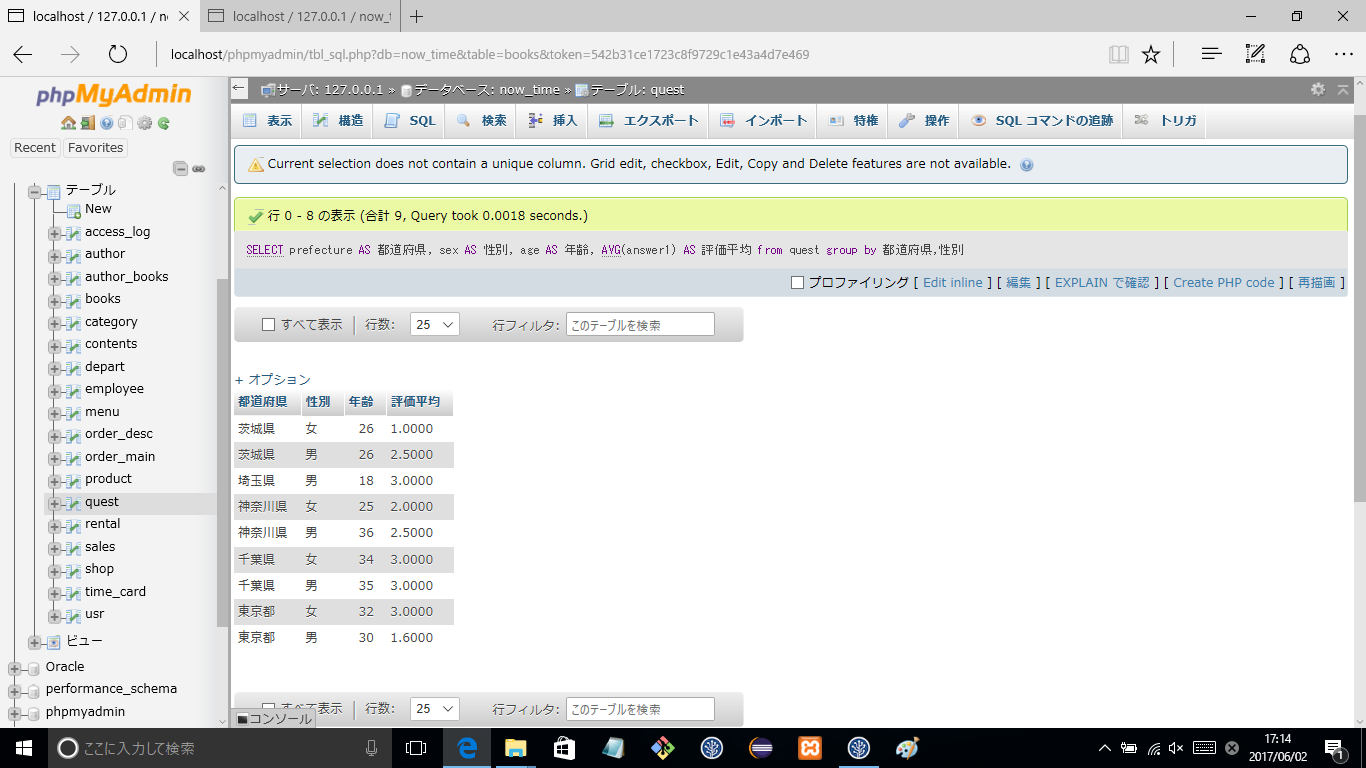 localhost / 127.0.0.1 / n
localhost / 127.0.0.1 / now_t
localhost/phpmyadmin/tbl_sql.php?db=now_time&table=books&token=542b31ce1723c8f9729c1e43a4d7e469
phpMyAdmin
Recent Favorites
テーブル
New
access_log
author
author_books
books
category
contents
depart
employee
menu
order_desc
order_main
product
quest
rental
sales
shop
time_card
usr
ビュー
Oracle
performance_schema
phpmyadmin
サーバ: 127.0.0.1 » データベース: now_time » テーブル: quest
表示 構造 SQL 検索 挿入 エクスポート インポート 特権 操作 SQL コマンドの追跡 トリガ
Current selection does not contain a unique column. Grid edit, checkbox, Edit, Copy and Delete features are not available.
行 0 - 8 の表示 (合計 9, Query took 0.0018 seconds.)
SELECT prefecture AS 都道府県, sex AS 性別, age AS 年齢, AVG(answer1) AS 評価平均 from quest group by 都道府県,性別
プロファイリング [ Edit inline ] [ 編集 ] [ EXPLAIN で確認 ] [ Create PHP code ] [ 再描画 ]
すべて表示 行数: 25 行フィルタ: このテーブルを検索
+ オプション
都道府県 性別 年齢 評価平均
茨城県 女 26 1.0000
茨城県 男 26 2.5000
埼玉県 男 18 3.0000
神奈川県 女 25 2.0000
神奈川県 男 36 2.5000
千葉県 女 34 3.0000
千葉県 男 35 3.0000
東京都 女 32 3.0000
東京都 男 30 1.6000
すべて表示 行数: 25 行フィルタ: このテーブルを検索
コンソール
ここに入力して検索
17:14
2017/06/02
1